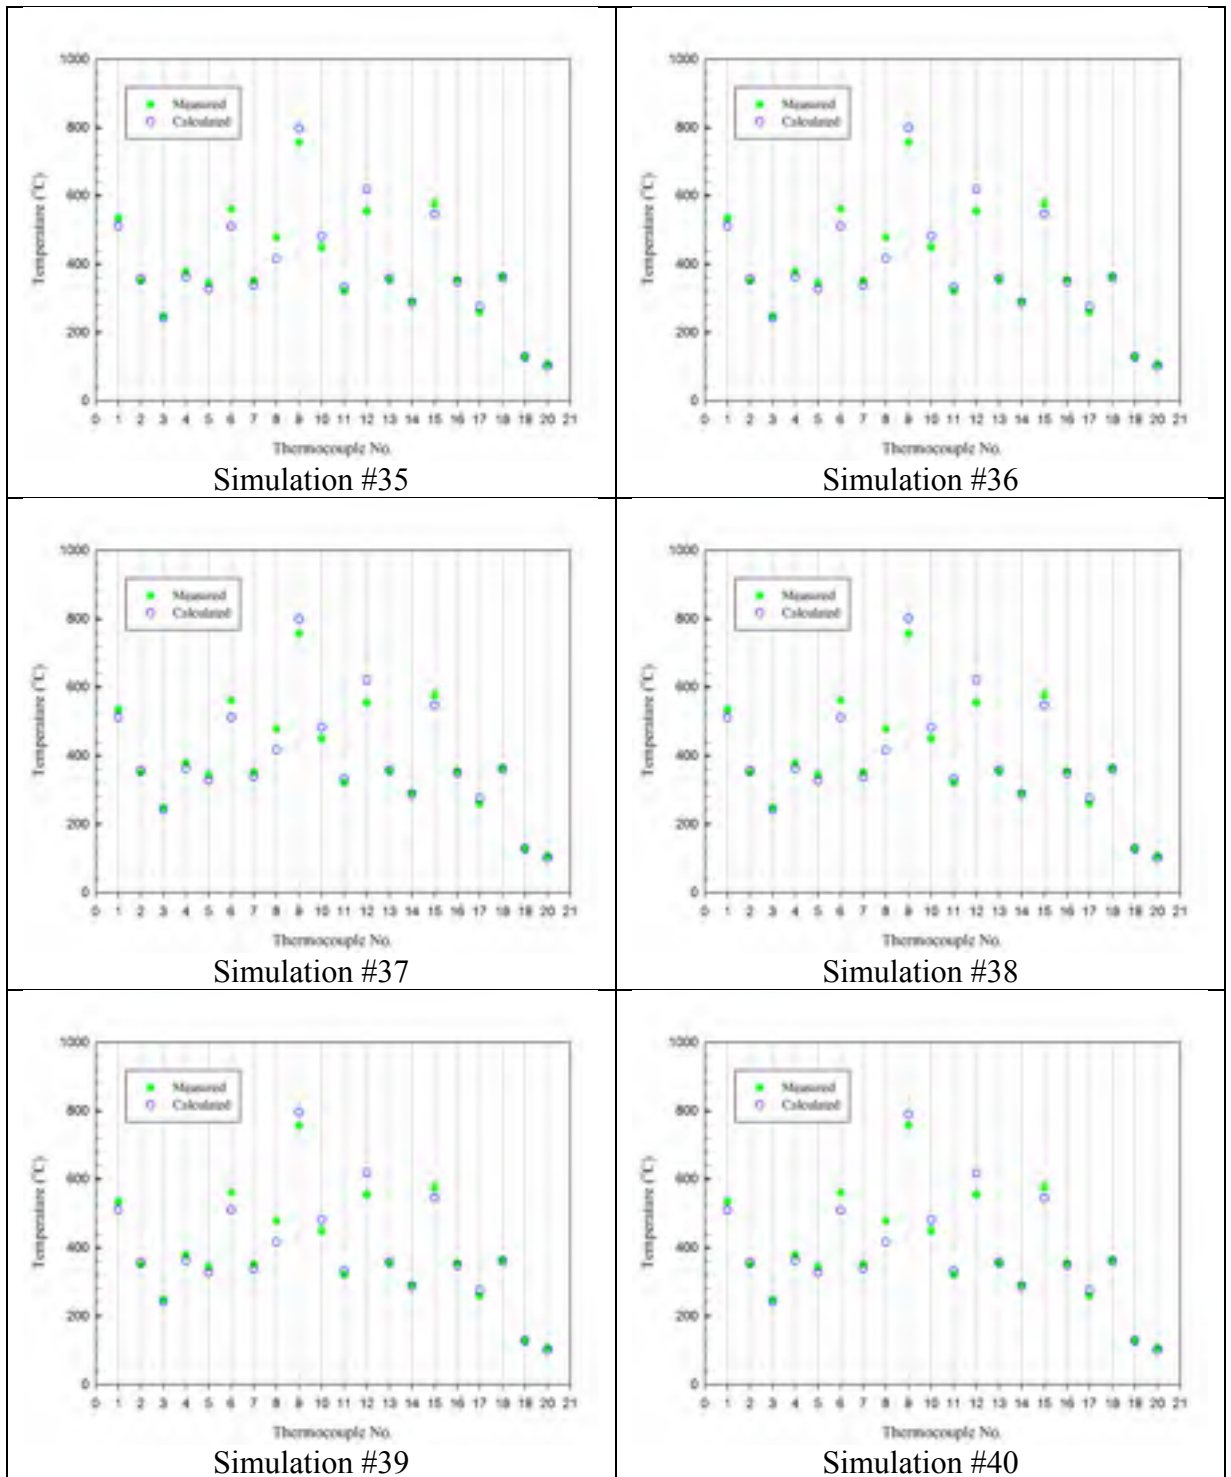 1000
800
600
400
200
0
Temperature (°C)
Measured
Calculated
0 1 2 3 4 5 6 7 8 9 10 11 12 13 14 15 16 17 18 19 20 21
Thermocouple No.
Simulation #35
1000
800
600
400
200
0
Temperature (°C)
Measured
Calculated
0 1 2 3 4 5 6 7 8 9 10 11 12 13 14 15 16 17 18 19 20 21
Thermocouple No.
Simulation #36
1000
800
600
400
200
0
Temperature (°C)
Measured
Calculated
0 1 2 3 4 5 6 7 8 9 10 11 12 13 14 15 16 17 18 19 20 21
Thermocouple No.
Simulation #37
1000
800
600
400
200
0
Temperature (°C)
Measured
Calculated
0 1 2 3 4 5 6 7 8 9 10 11 12 13 14 15 16 17 18 19 20 21
Thermocouple No.
Simulation #38
1000
800
600
400
200
0
Temperature (°C)
Measured
Calculated
0 1 2 3 4 5 6 7 8 9 10 11 12 13 14 15 16 17 18 19 20 21
Thermocouple No.
Simulation #39
1000
800
600
400
200
0
Temperature (°C)
Measured
Calculated
0 1 2 3 4 5 6 7 8 9 10 11 12 13 14 15 16 17 18 19 20 21
Thermocouple No.
Simulation #40